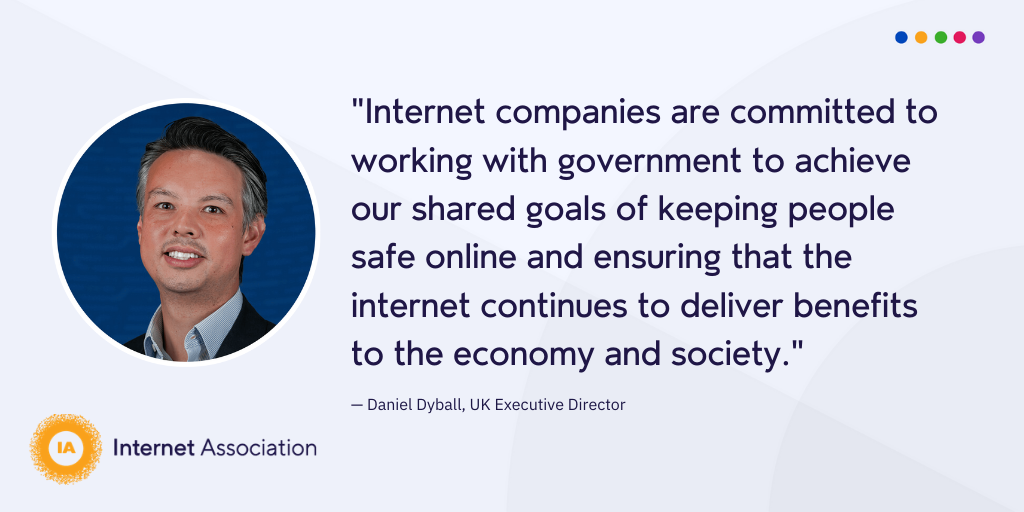 "Internet companies are committed to
working with government to achieve
our shared goals of keeping people
safe online and ensuring that the
internet continues to deliver benefits
to the economy and society."
— Daniel Dyball, UK Executive Director
IA
Internet Association